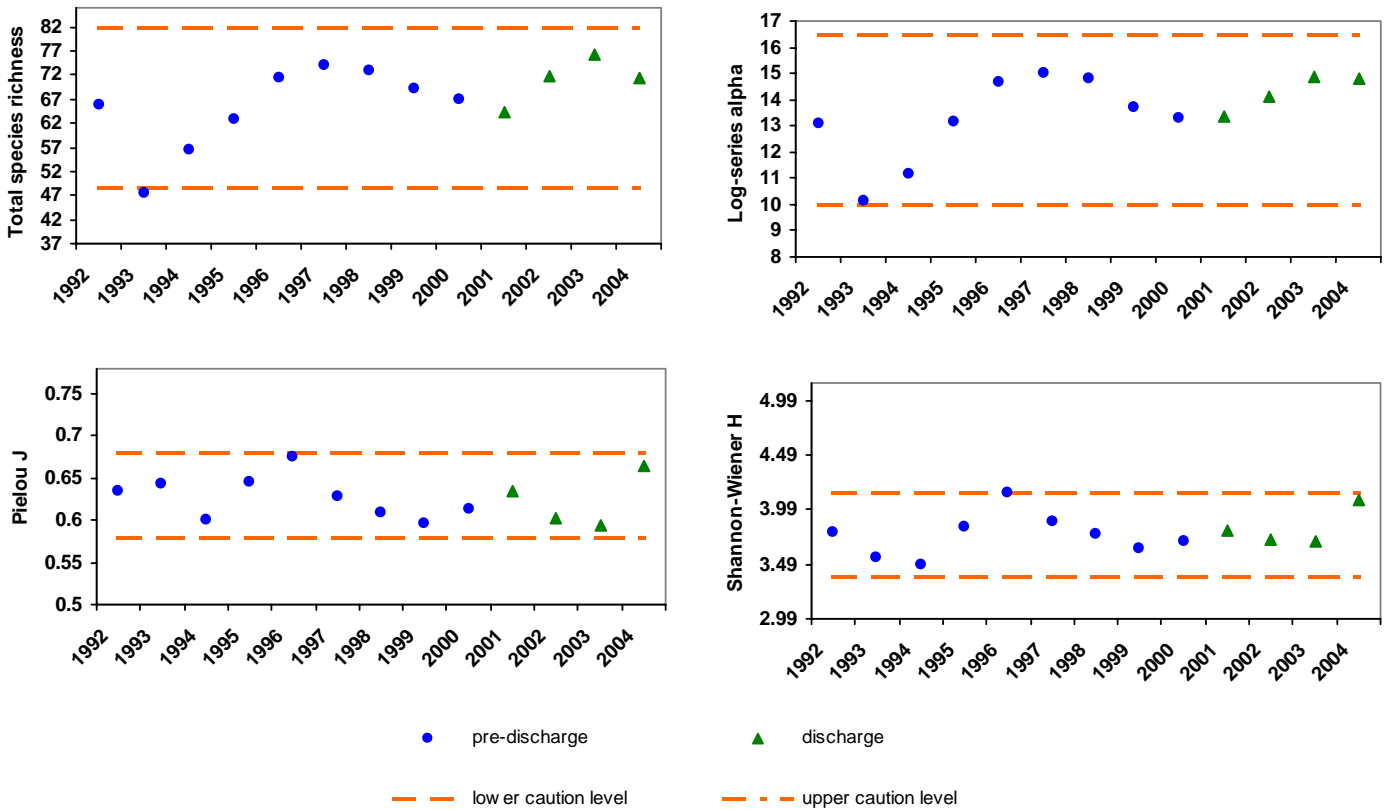 Total species richness
82
77
72
67
62
57
52
47
42
37
1992 1993 1994 1995 1996 1997 1998 1999 2000 2001 2002 2003 2004
Log-series alpha
17
16
15
14
13
12
11
10
9
8
1992 1993 1994 1995 1996 1997 1998 1999 2000 2001 2002 2003 2004
Pielou J
0.75
0.7
0.65
0.6
0.55
0.5
1992 1993 1994 1995 1996 1997 1998 1999 2000 2001 2002 2003 2004
Shannon-Wiener H
4.99
4.49
3.99
3.49
2.99
1992 1993 1994 1995 1996 1997 1998 1999 2000 2001 2002 2003 2004
pre-discharge
discharge
lower caution level
upper caution level